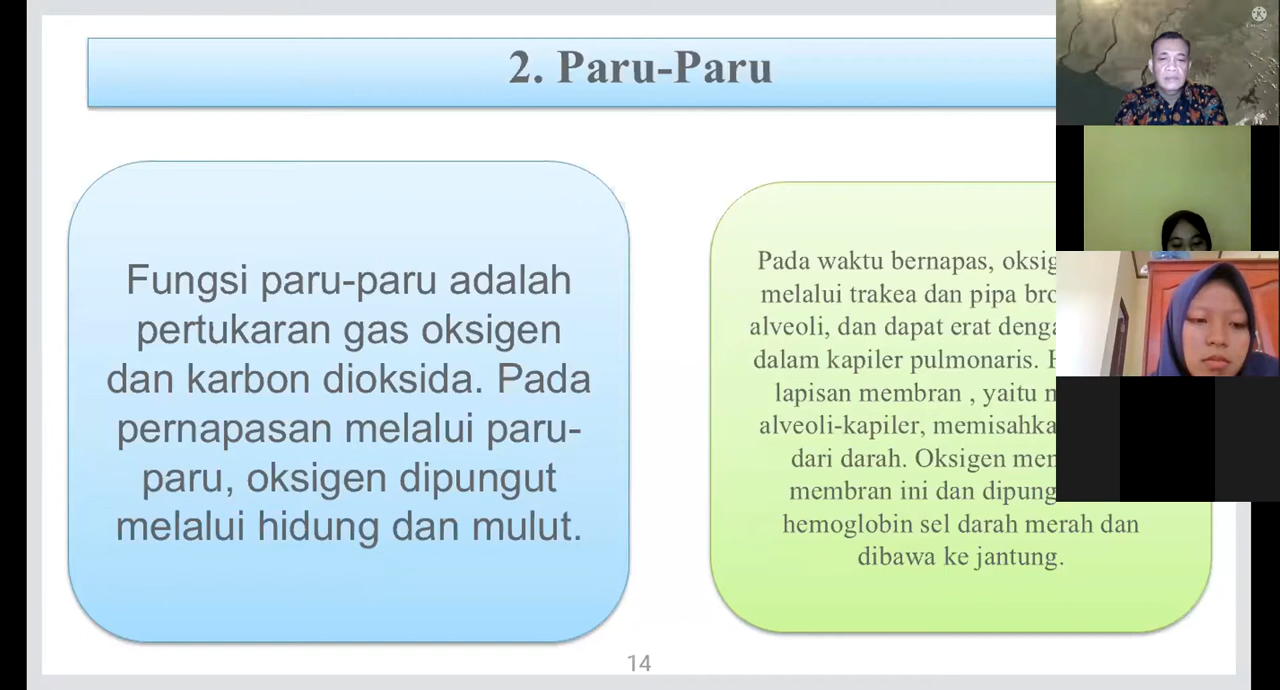 2. Paru-Paru
Fungsi paru-paru adalah
pertukaran gas oksigen
dan karbon dioksida. Pada
pernapasan melalui paru-
paru, oksigen dipungut
melalui hidung dan mulut.
Pada waktu bernapas,
melalui trakea dan pipa
alveoli, dan dapat erat
dalam kapiler pulmonaris.
lapisan membran , yaitu
alveoli-kapiler,
dari darah. Oksigen
membran ini dan
hemoglobin sel darah merah dan
dibawa ke jantung.
14